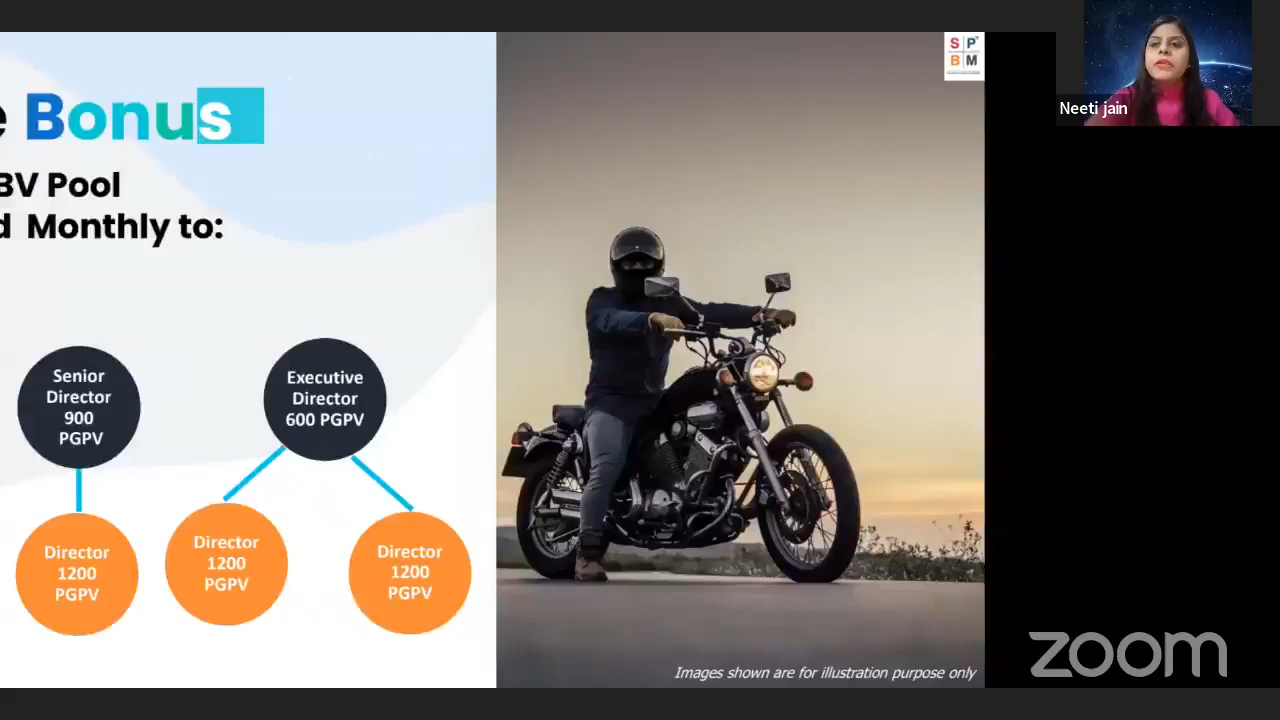 e Bonus
BV Pool
d Monthly to:
Senior
Director
900
PGPV
Executive
Director
600 PGPV
Director
1200
PGPV
Director
1200
PGPV
Director
1200
PGPV
S P
B M
Images shown are for illustration purpose only
Neeti jain
zoom